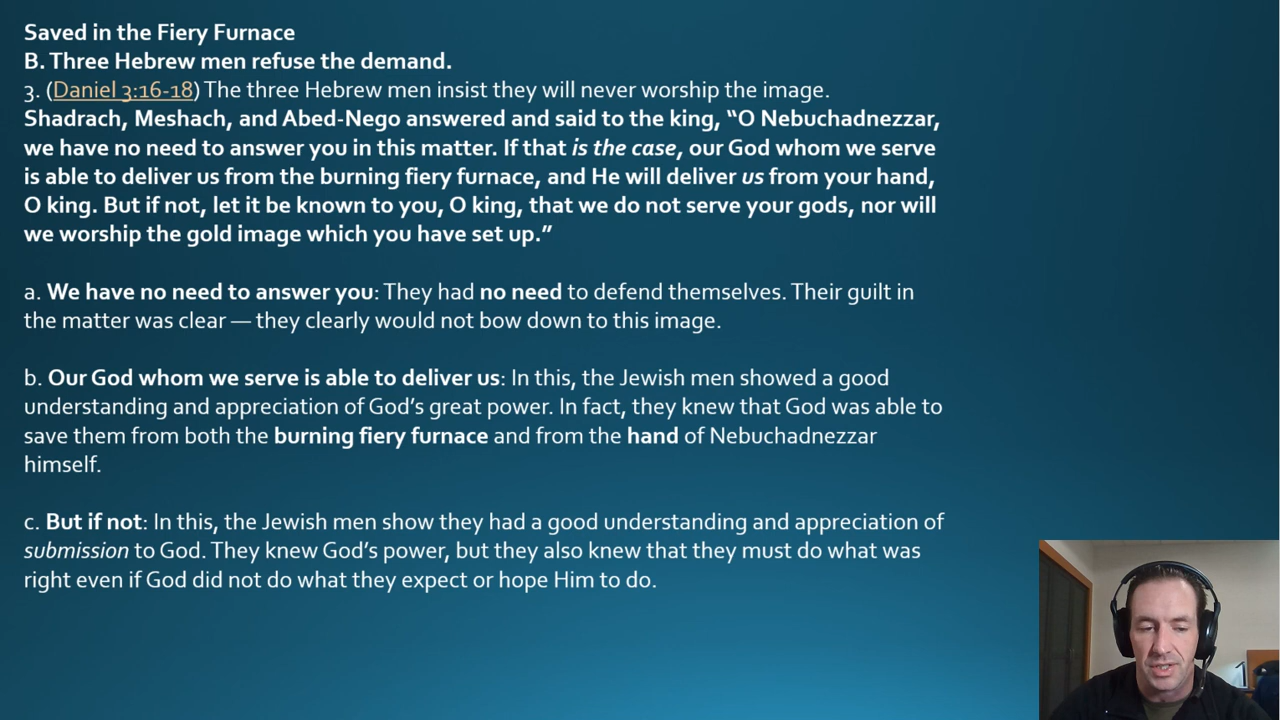 Saved in the Fiery Furnace
B. Three Hebrew men refuse the demand.
3. (Daniel 3:16-18) The three Hebrew men insist they will never worship the image.
Shadrach, Meshach, and Abed-Nego answered and said to the king, “O Nebuchadnezzar,
we have no need to answer you in this matter. If that is the case, our God whom we serve
is able to deliver us from the burning fiery furnace, and He will deliver us from your hand,
O king. But if not, let it be known to you, O king, that we do not serve your gods, nor will
we worship the gold image which you have set up.”
a. We have no need to answer you: They had no need to defend themselves. Their guilt in
the matter was clear — they clearly would not bow down to this image.
b. Our God whom we serve is able to deliver us: In this, the Jewish men showed a good
understanding and appreciation of God’s great power. In fact, they knew that God was able to
save them from both the burning fiery furnace and from the hand of Nebuchadnezzar
himself.
c. But if not: In this, the Jewish men show they had a good understanding and appreciation of
submission to God. They knew God’s power, but they also knew that they must do what was
right even if God did not do what they expect or hope Him to do.